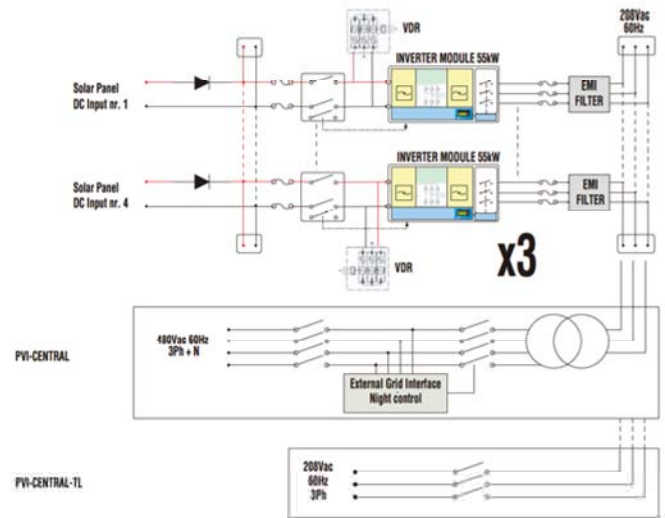 208Vac
60Hz
VDR
INVERTER MODULE 55kW
Solar Panel
DC Input nr. 1
EMI
FILTER
INVERTER MODULE 55kW
Solar Panel
DC Input nr. 4
EMI
FILTER
VDR
x3
480Vac 60Hz
3Ph + N
PVI-CENTRAL
External Grid Interface
Night control
208Vac
60Hz
3Ph
PVI-CENTRAL-TL